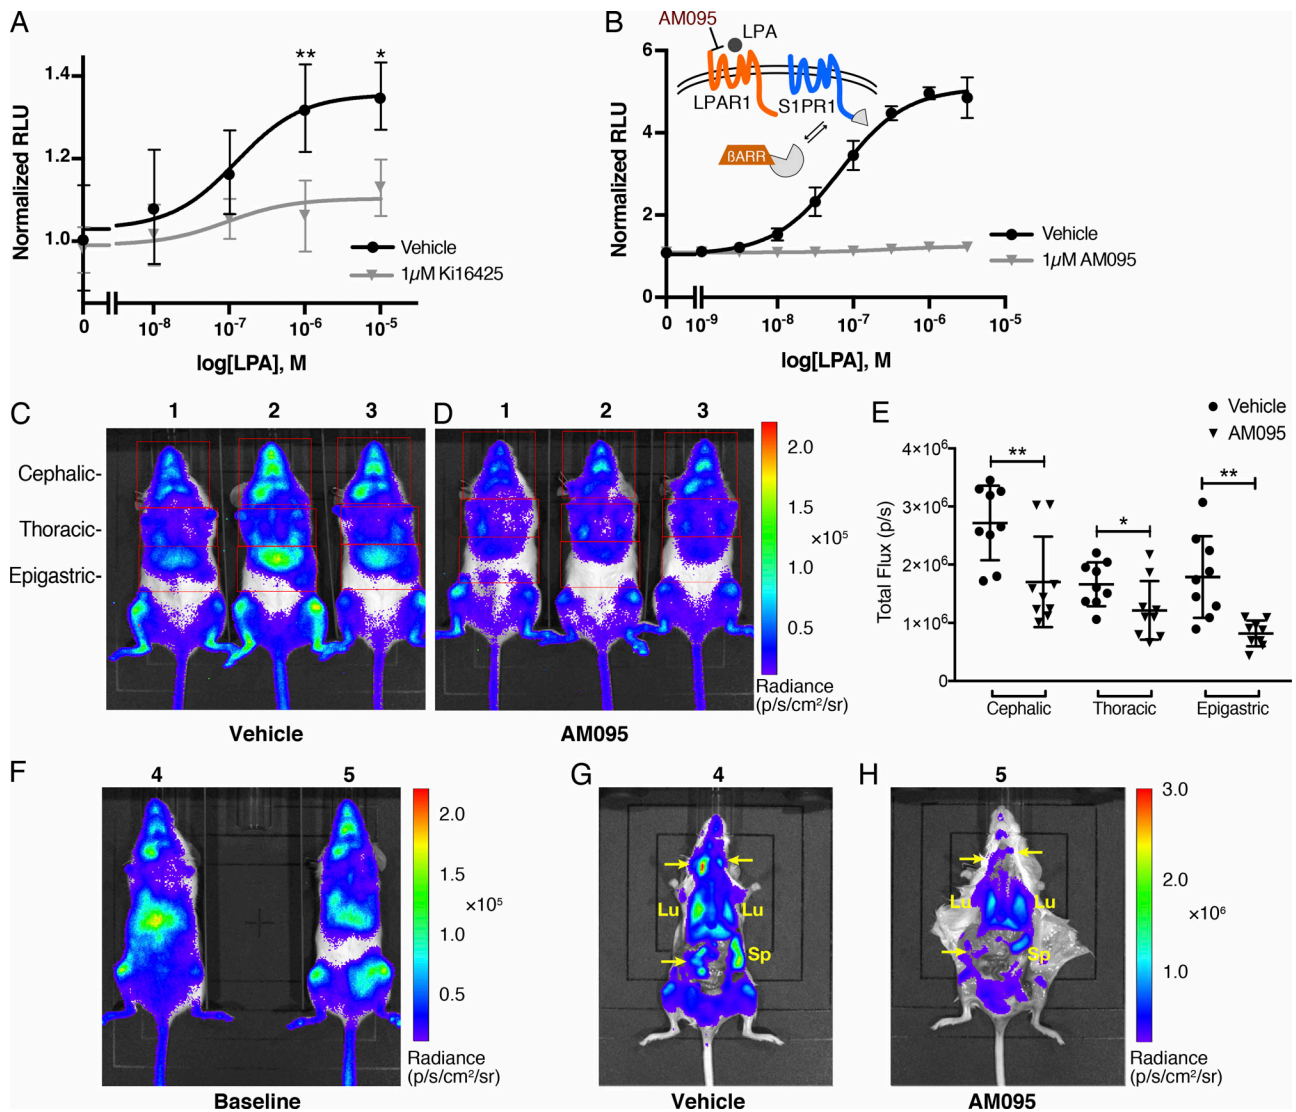 A
1.4
1.2
1.0
Normalized RLU
**
*
Vehicle
1µM Ki16425
0
10⁻⁸
10⁻⁷
10⁻⁶
10⁻⁵
log[LPA], M
B
AM095
LPA
LPAR1
S1PR1
ßARR
6
4
2
0
Normalized RLU
Vehicle
1µM AM095
0
10⁻⁹
10⁻⁸
10⁻⁷
10⁻⁶
10⁻⁵
log[LPA], M
C
1
2
3
Cephalic-
Thoracic-
Epigastric-
Vehicle
D
1
2
3
AM095
2.0
1.5
×10⁵
1.0
0.5
Radiance
(p/s/cm²/sr)
E
Vehicle
AM095
4×10⁶
3×10⁶
2×10⁶
1×10⁶
0
Total Flux (p/s)
**
*
**
Cephalic
Thoracic
Epigastric
F
4
5
Baseline
2.0
×10⁵
1.0
0.5
Radiance
(p/s/cm²/sr)
G
4
Lu
Lu
Sp
Vehicle
H
5
Lu
Lu
Sp
AM095
3.0
2.0
×10⁶
1.0
Radiance
(p/s/cm²/sr)